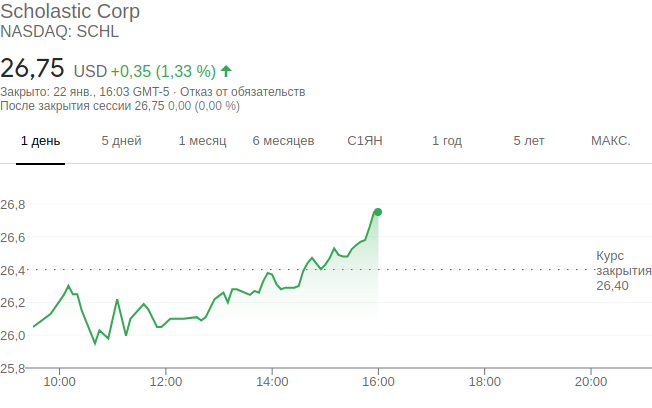 Scholastic Corp
NASDAQ: SCHL
26,75 USD +0,35 (1,33 %)
Закрыто: 22 янв., 16:03 GMT-5 · Отказ от обязательств
После закрытия сессии 26,75 0,00 (0,00 %)
1 день 5 дней 1 месяц 6 месяцев С1ЯН 1 год 5 лет МАКС.
26,8
26,6
26,4
26,2
26,0
25,8
Курс
закрытия
26,40
10:00 12:00 14:00 16:00 18:00 20:00